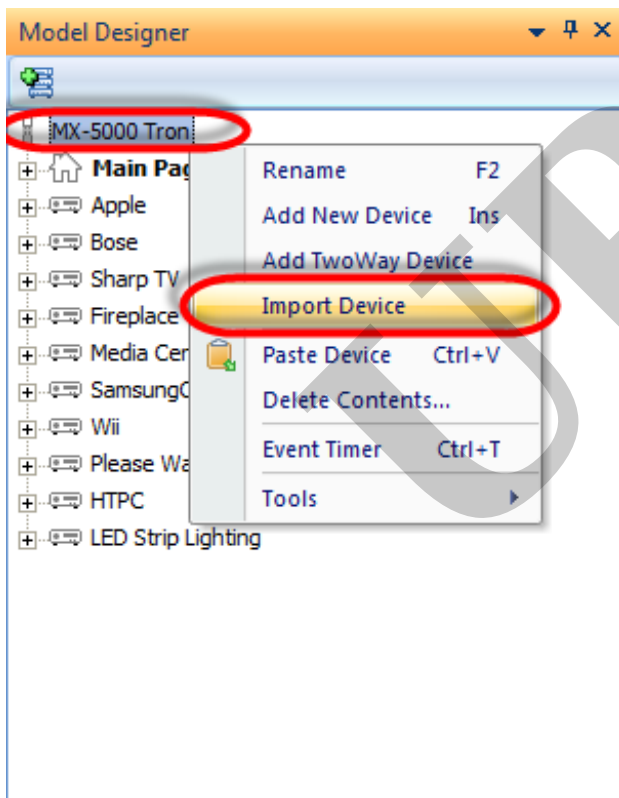 Model Designer
MX-5000 Tron
Main Pag
Apple
Bose
Sharp TV
Fireplace
Media Cer
Samsung
Wii
Please Wa
HTPC
LED Strip Lighting
Rename F2
Add New Device Ins
Add TwoWay Device
Import Device
Paste Device Ctrl+V
Delete Contents...
Event Timer Ctrl+T
Tools